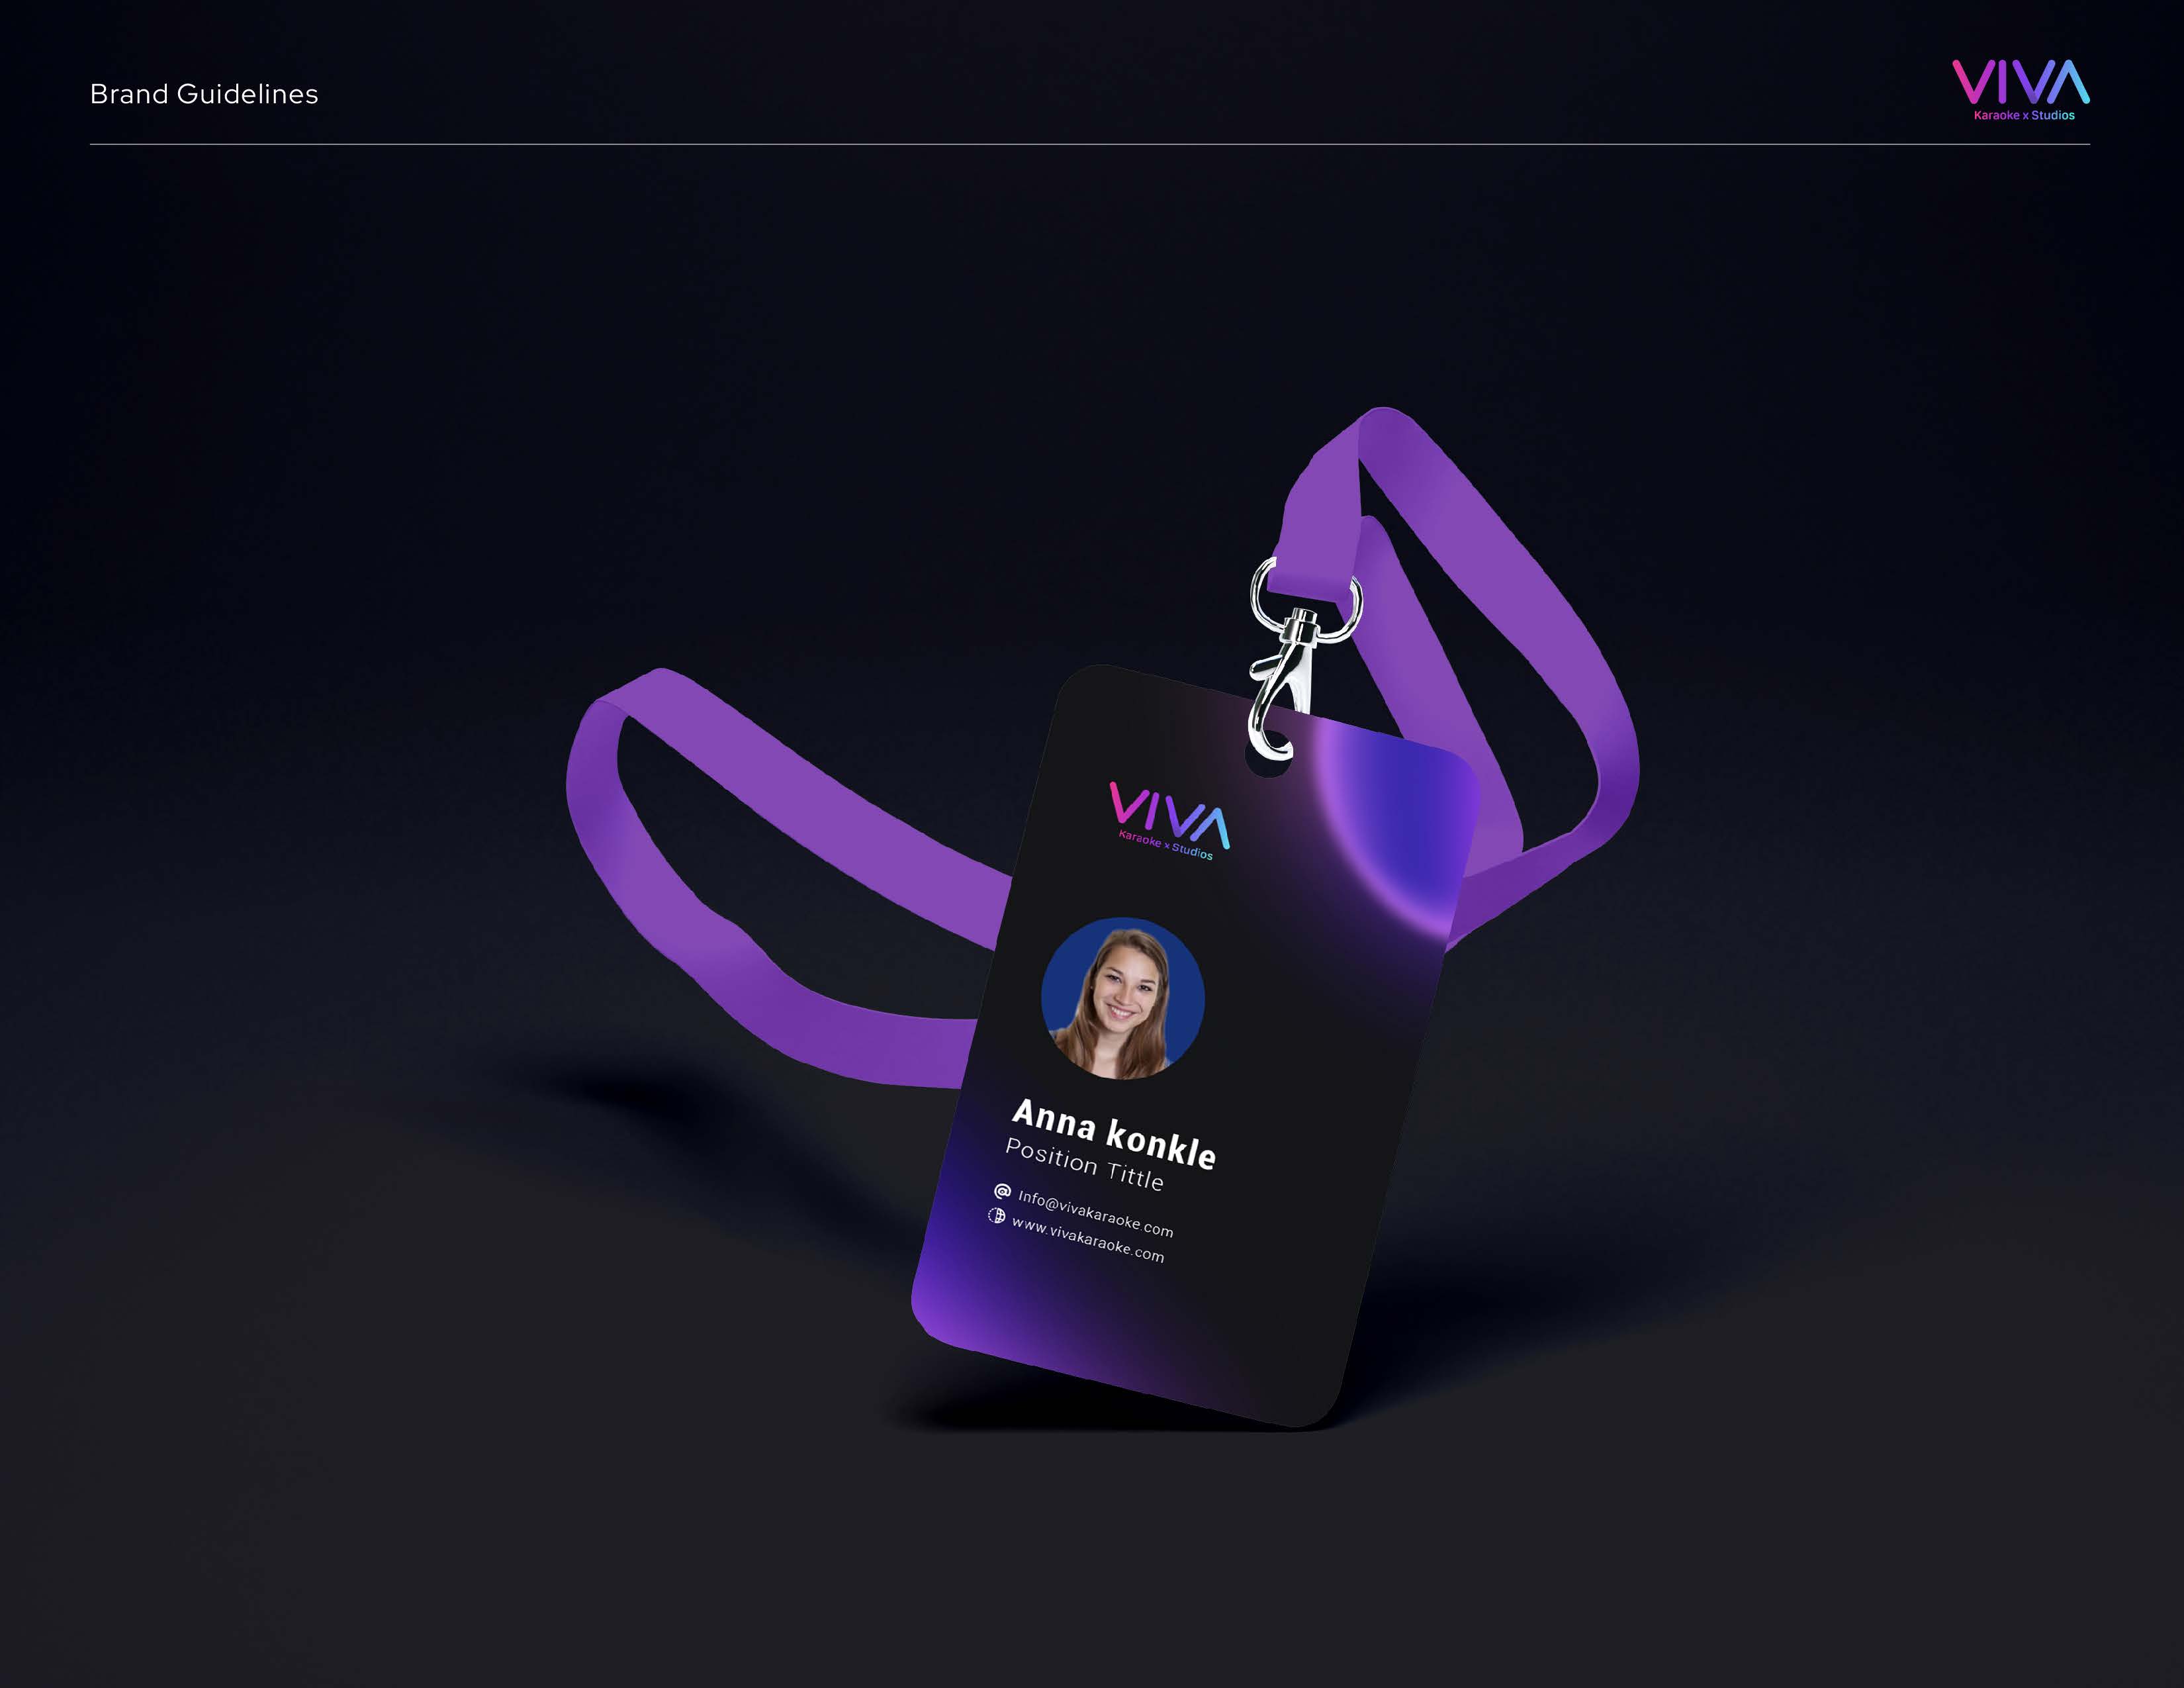 Brand Guidelines
VIVA
Karaoke x Studios
VIVA
Karaoke x Studios
Anna konkle
Position Tittle
Info@vivakaraoke.com
www.vivakaraoke.com